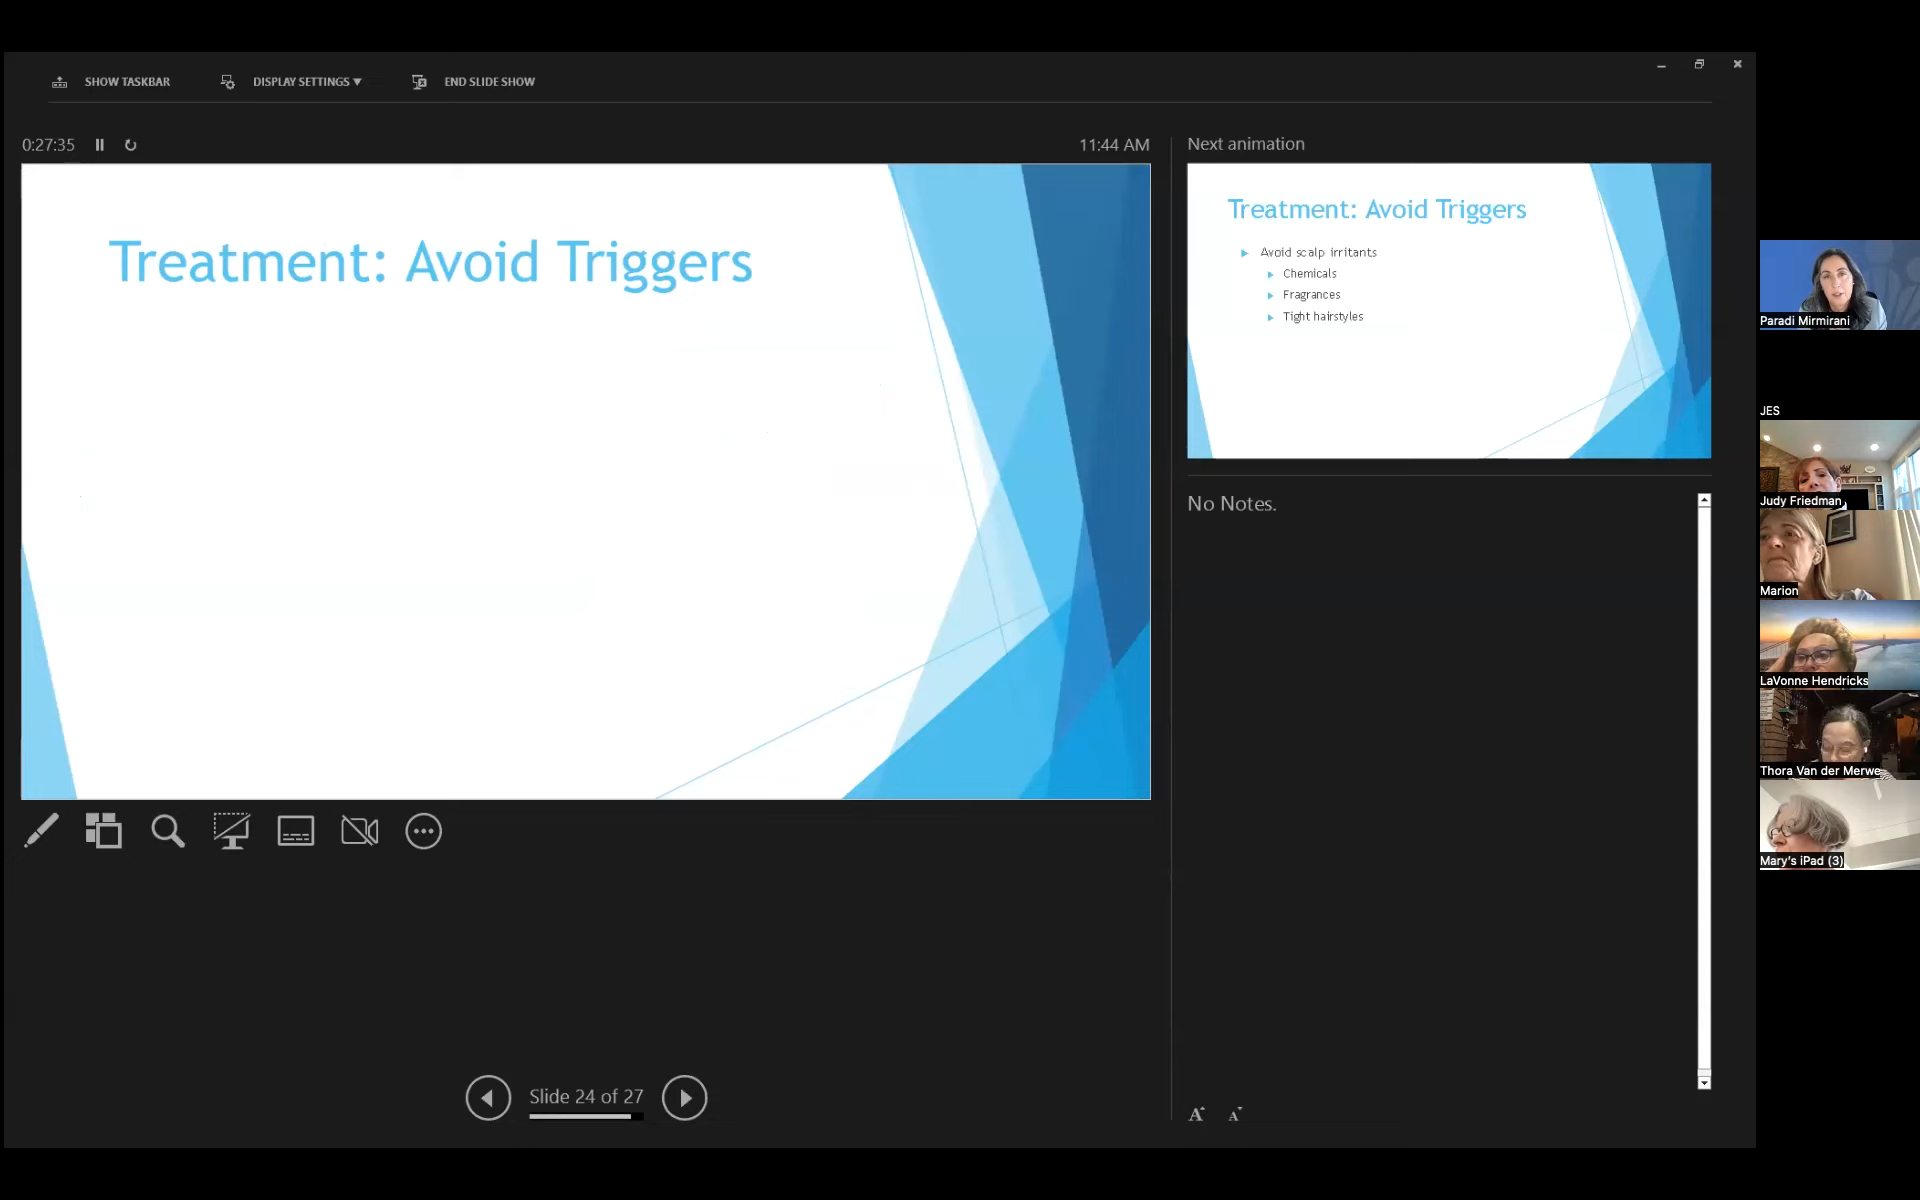 SHOW TASKBAR
DISPLAY SETTINGS ▾
END SLIDE SHOW
0:27:35
11:44 AM
Treatment: Avoid Triggers
Next animation
Treatment: Avoid Triggers
Avoid scalp irritants
Chemicals
Fragrances
Tight hairstyles
No Notes.
Slide 24 of 27
A
A
Paradi Mirmirani
JES
Judy Friedman
Marion
LaVonne Hendricks
Thora Van der Merwe
Mary's iPad (3)